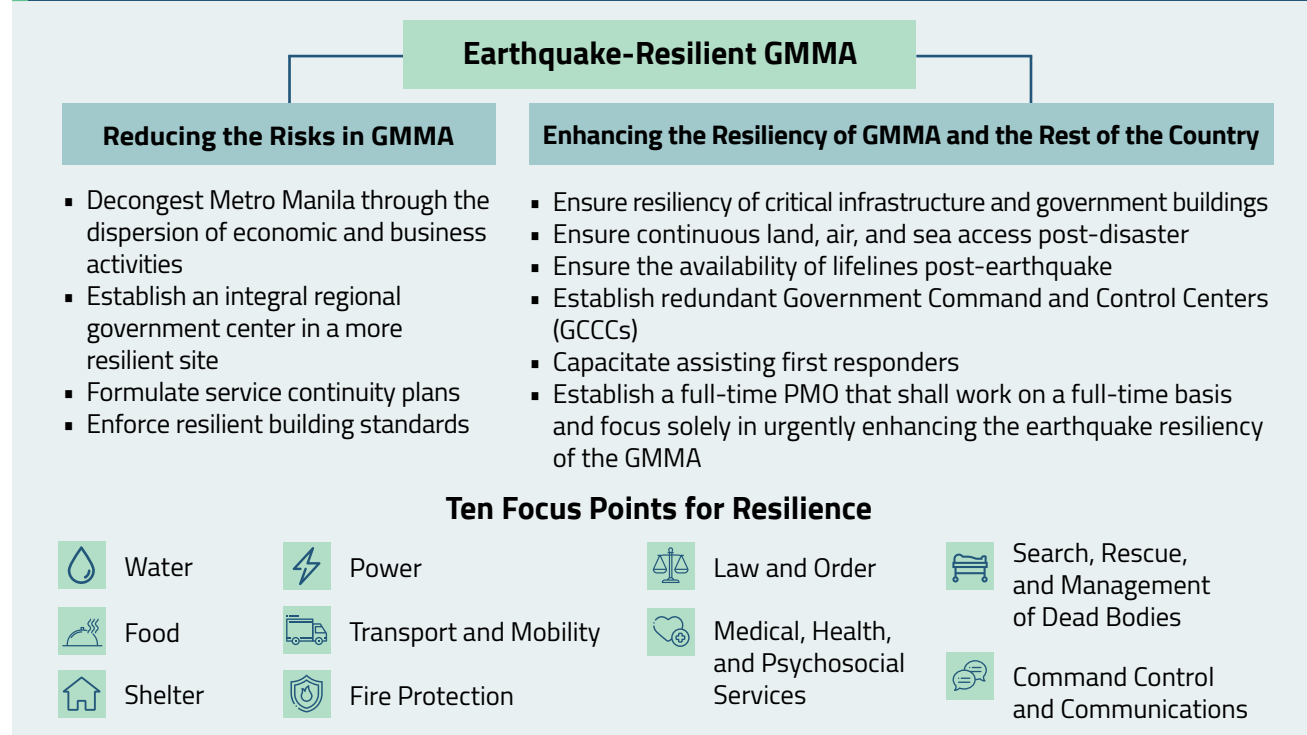 Earthquake-Resilient GMMA
Reducing the Risks in GMMA
▪ Decongest Metro Manila through the
dispersion of economic and business
activities
▪ Establish an integral regional
government center in a more
resilient site
▪ Formulate service continuity plans
▪ Enforce resilient building standards
Enhancing the Resiliency of GMMA and the Rest of the Country
▪ Ensure resiliency of critical infrastructure and government buildings
▪ Ensure continuous land, air, and sea access post-disaster
▪ Ensure the availability of lifelines post-earthquake
▪ Establish redundant Government Command and Control Centers
(GCCCs)
▪ Capacitate assisting first responders
▪ Establish a full-time PMO that shall work on a full-time basis
and focus solely in urgently enhancing the earthquake resiliency
of the GMMA
Ten Focus Points for Resilience
Water
Food
Shelter
Power
Transport and Mobility
Fire Protection
Law and Order
Medical, Health,
and Psychosocial
Services
Search, Rescue,
and Management
of Dead Bodies
Command Control
and Communications